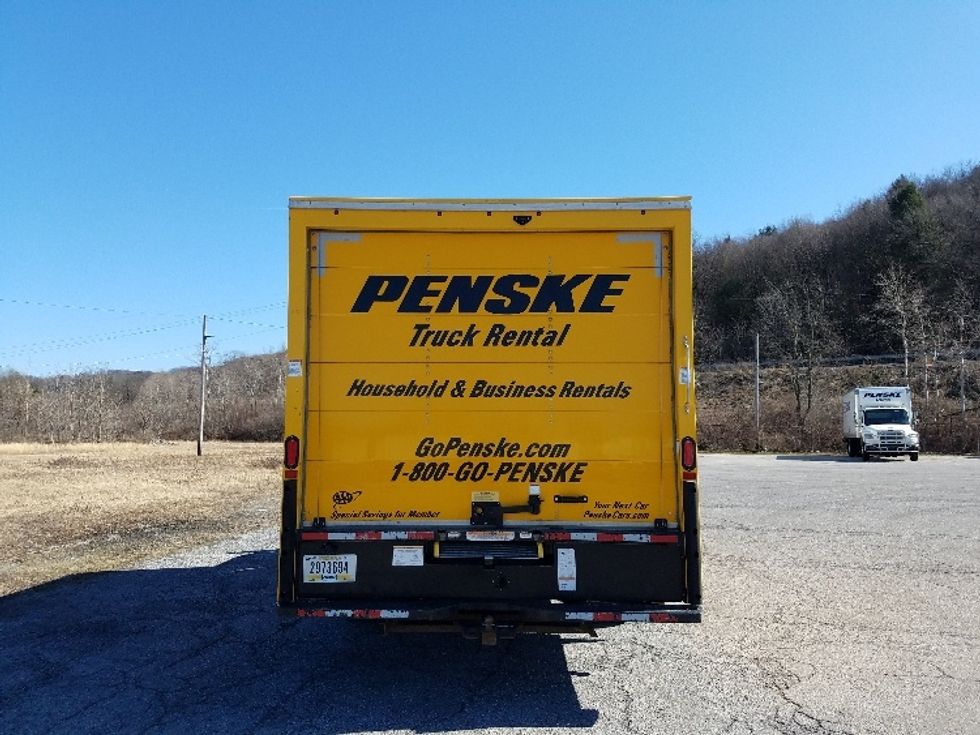 PENSKE
Truck Rental
Household & Business Rentals
GoPenske.com
1-800-GO-PENSKE
AAA
Special Savings for Member
Your Next Car
PenskeCars.com
2973694
PENSKE